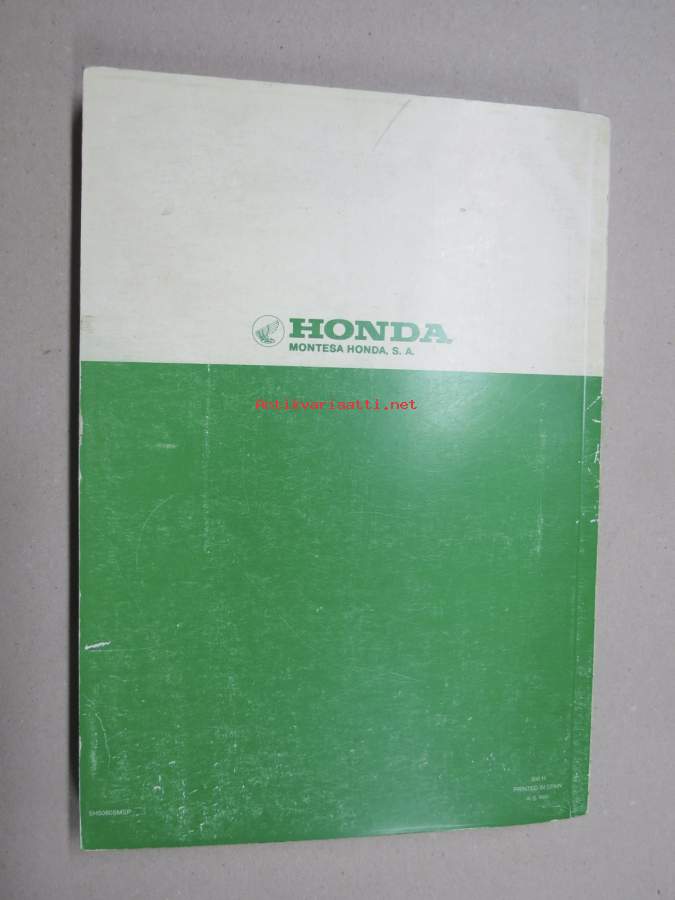 HONDA
MONTESA HONDA, S. A.
Antikvariaatti.net
PRINTED IN SPAIN